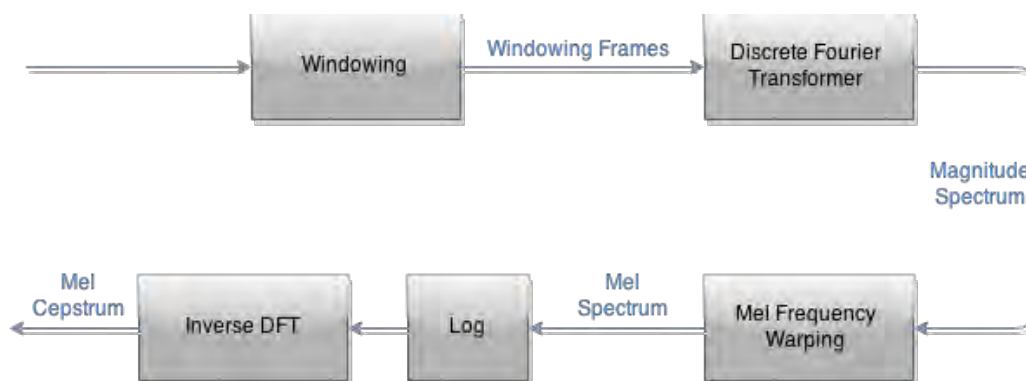 Windowing
Windowing Frames
Discrete Fourier
Transformer
Magnitude
Spectrum
Mel
Cepstrum
Inverse DFT
Log
Mel
Spectrum
Mel Frequency
Warping